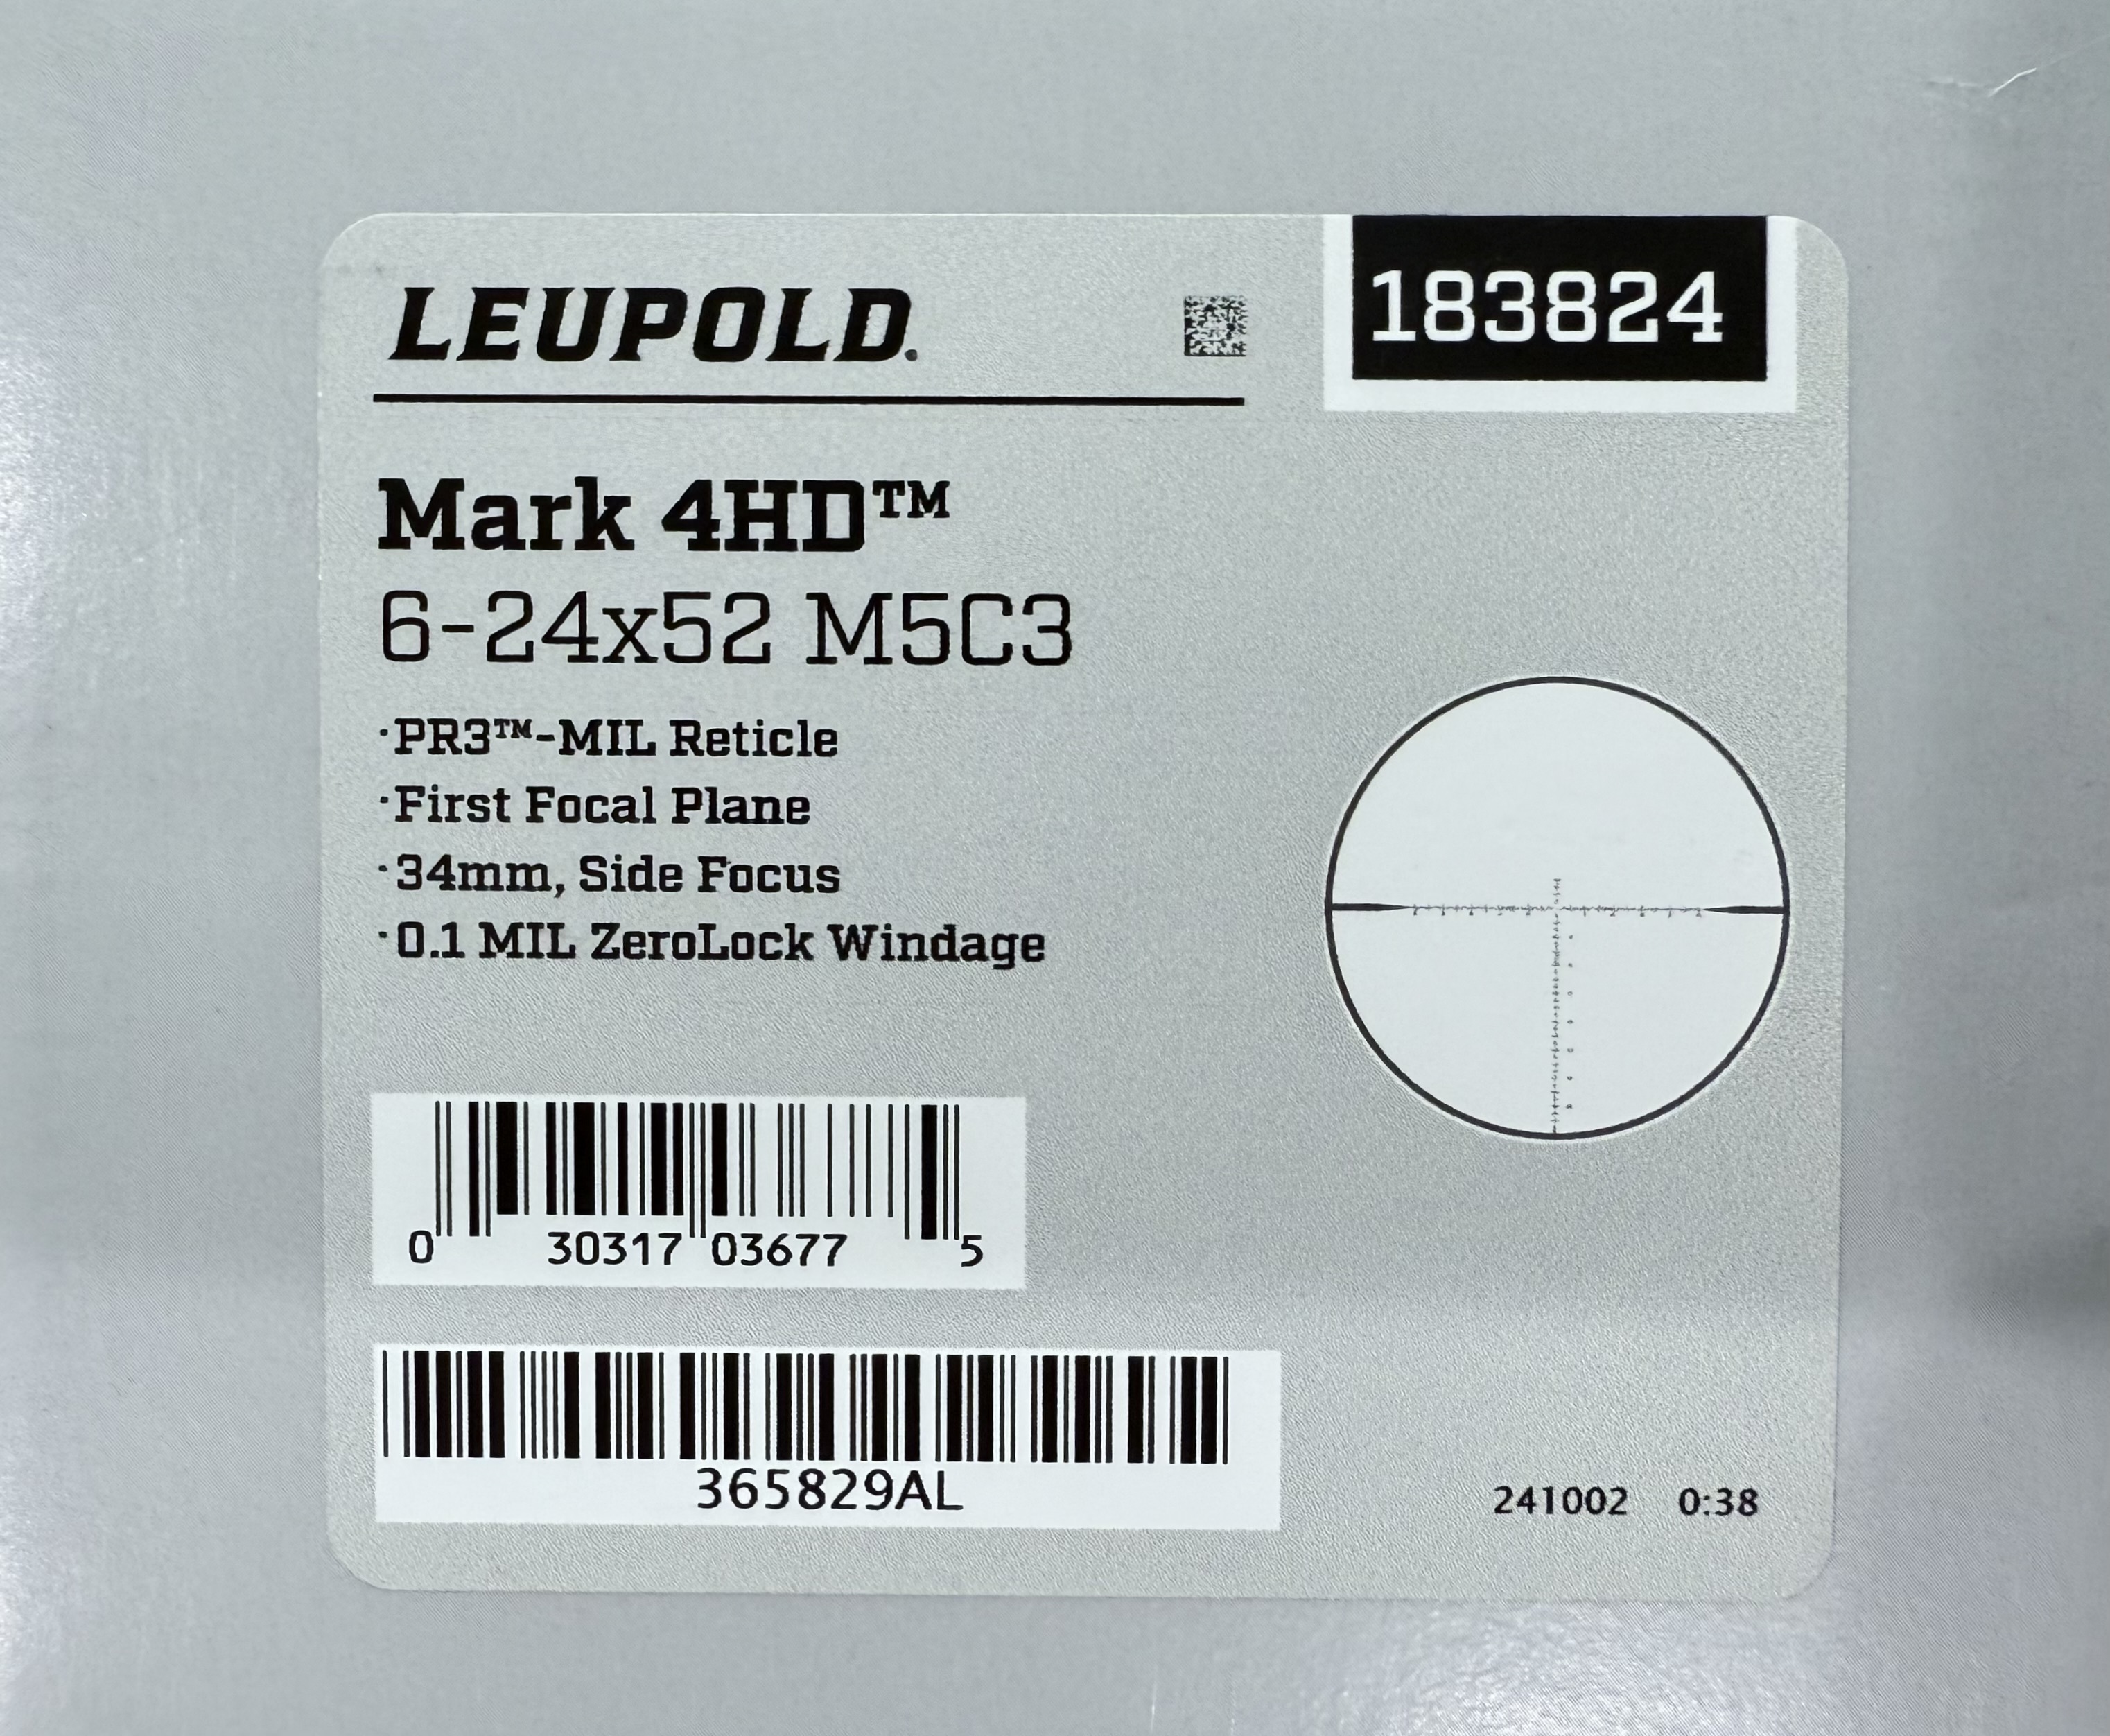 LEUPOLD.
183824
Mark 4HD™
6-24x52 M5C3
·PR3™-MIL Reticle
·First Focal Plane
·34mm, Side Focus
·0.1 MIL ZeroLock Windage
0 30317 03677 5
365829AL
241002 0:38